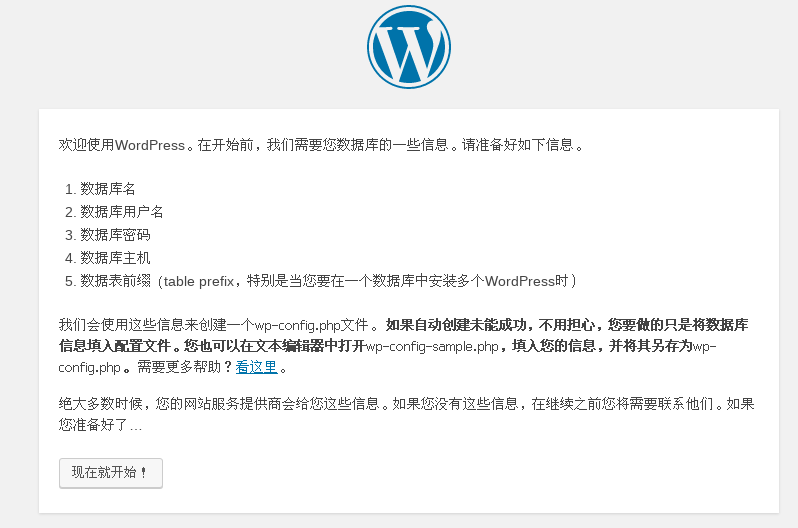 欢迎使用WordPress。在开始前，我们需要您数据库的一些信息。请准备好如下信息。
1. 数据库名
2. 数据库用户名
3. 数据库密码
4. 数据库主机
5. 数据表前缀（table prefix，特别是当您要在一个数据库中安装多个WordPress时）
我们会使用这些信息来创建一个wp-config.php文件。如果自动创建未能成功，不用担心，您要做的只是将数据库
信息填入配置文件。您也可以在文本编辑器中打开wp-config-sample.php，填入您的信息，并将其另存为wp-
config.php。需要更多帮助？看这里。
绝大多数时候，您的网站服务提供商会给您这些信息。如果您没有这些信息，在继续之前您将需要联系他们。如果
您准备好了…
现在就开始！